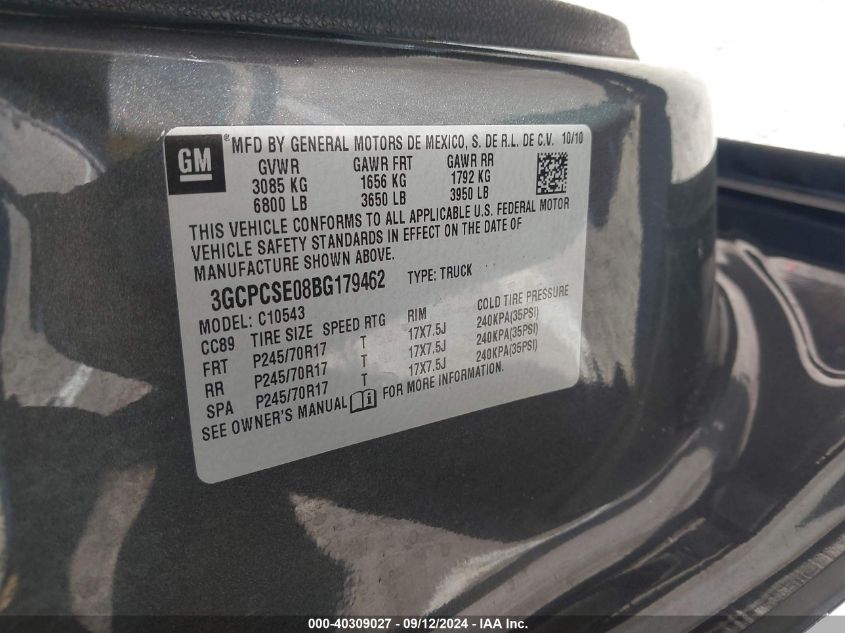 GM ® MFD BY GENERAL MOTORS DE MEXICO, S. DE R.L. DE C.V. 10/10
GVWR GAWR FRT GAWR RR
3085 KG 1656 KG 1792 KG
6800 LB 3650 LB 3950 LB
THIS VEHICLE CONFORMS TO ALL APPLICABLE U.S. FEDERAL MOTOR
VEHICLE SAFETY STANDARDS IN EFFECT ON THE DATE OF
MANUFACTURE SHOWN ABOVE.
3GCPCSE08BG179462 TYPE: TRUCK
MODEL: C10543
CC89 TIRE SIZE SPEED RTG RIM COLD TIRE PRESSURE
FRT P245/70R17 T 17X7.5J 240KPA(35PSI)
RR P245/70R17 T 17X7.5J 240KPA(35PSI)
SPA P245/70R17 T 17X7.5J 240KPA(35PSI)
SEE OWNER'S MANUAL FOR MORE INFORMATION.
000-40309027 - 09/12/2024 - IAA Inc.